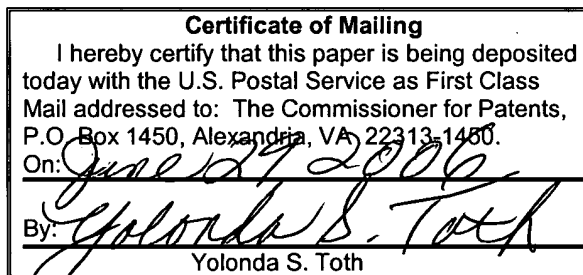 Certificate of Mailing
I hereby certify that this paper is being deposited
today with the U.S. Postal Service as First Class
Mail addressed to: The Commissioner for Patents,
P.O. Box 1450, Alexandria, VA 22313-1450.
On: June 29 2006
By: Yolonda S. Toth
Yolonda S. Toth